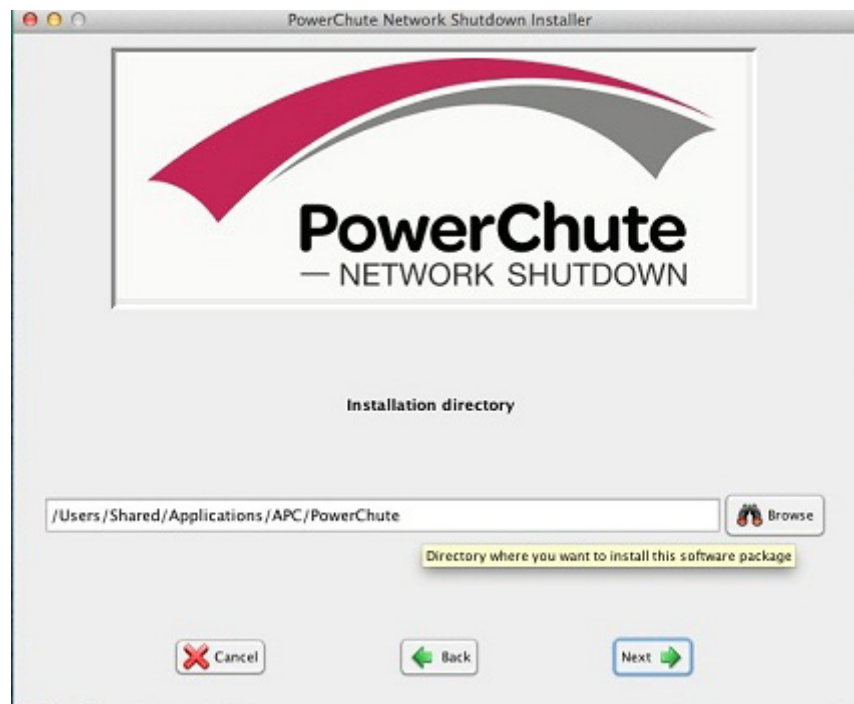 PowerChute Network Shutdown Installer
PowerChute
— NETWORK SHUTDOWN
Installation directory
/Users/Shared/Applications/APC/PowerChute
Browse
Directory where you want to install this software package
Cancel
Back
Next